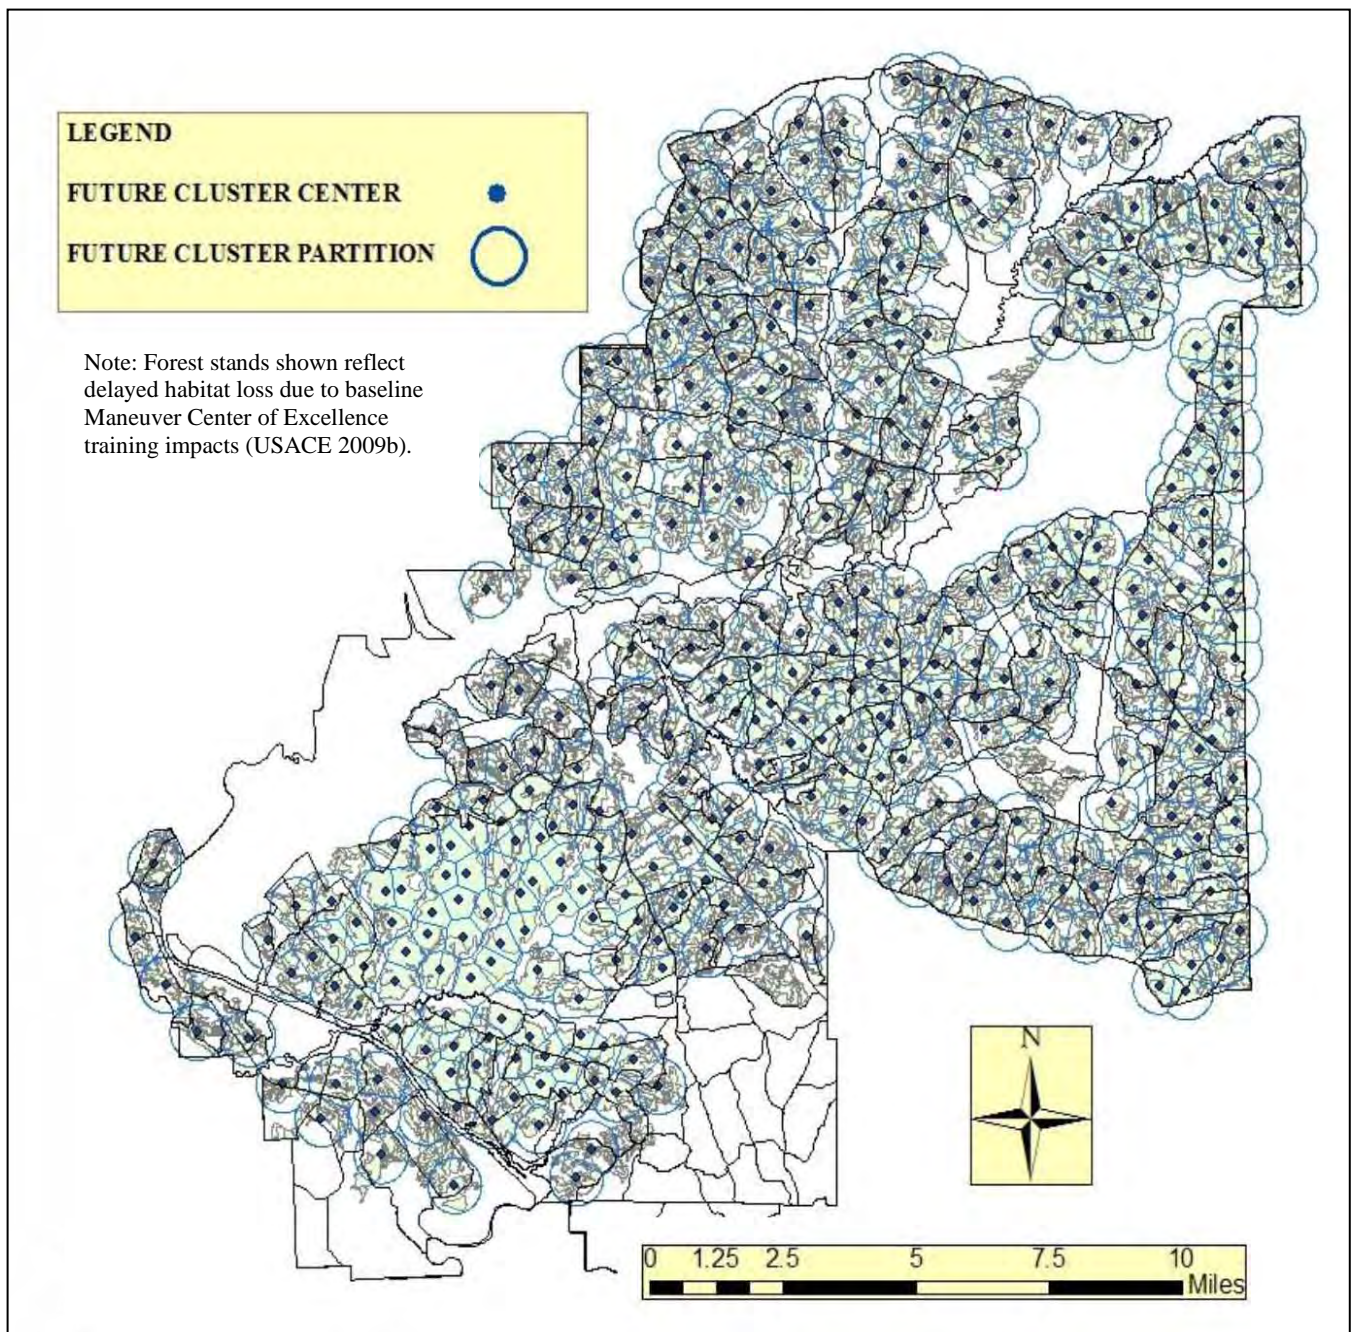 LEGEND
FUTURE CLUSTER CENTER
FUTURE CLUSTER PARTITION
Note: Forest stands shown reflect
delayed habitat loss due to baseline
Maneuver Center of Excellence
training impacts (USACE 2009b).
N
0 1.25 2.5 5 7.5 10
Miles